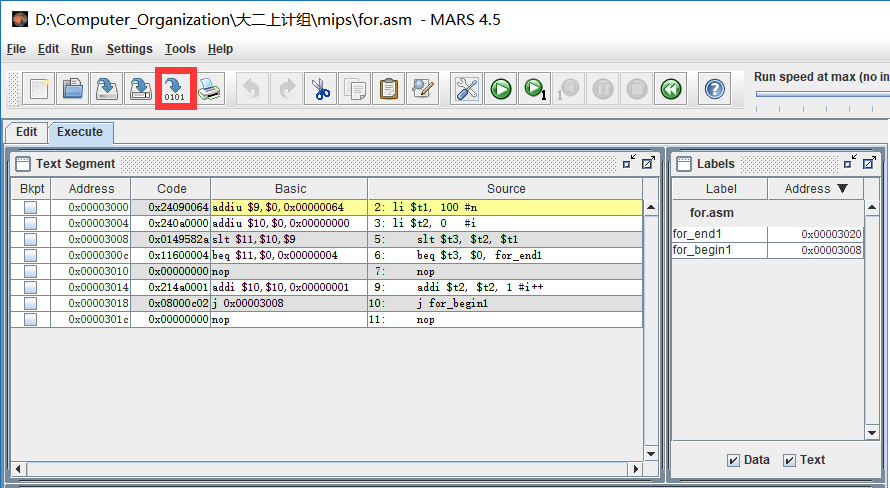 D:\Computer_Organization\大二上计组\mips\for.asm - MARS 4.5
File Edit Run Settings Tools Help
0101
1
Run speed at max (no in
Edit Execute
Text Segment
Bkpt Address Code Basic Source
0x00003000 0x24090064 addiu $9,$0,0x00000064 2: li $t1, 100 #n
0x00003004 0x240a0000 addiu $10,$0,0x00000000 3: li $t2, 0 #i
0x00003008 0x0149582a slt $11,$10,$9 5: slt $t3, $t2, $t1
0x0000300c 0x11600004 beq $11,$0,0x00000004 6: beq $t3, $0, for_end1
0x00003010 0x00000000 nop 7: nop
0x00003014 0x214a0001 addi $10,$10,0x00000001 9: addi $t2, $t2, 1 #i++
0x00003018 0x08000c02 j 0x00003008 10: j for_begin1
0x0000301c 0x00000000 nop 11: nop
Labels
Label Address ▼
for.asm
for_end1 0x00003020
for_begin1 0x00003008
Data Text